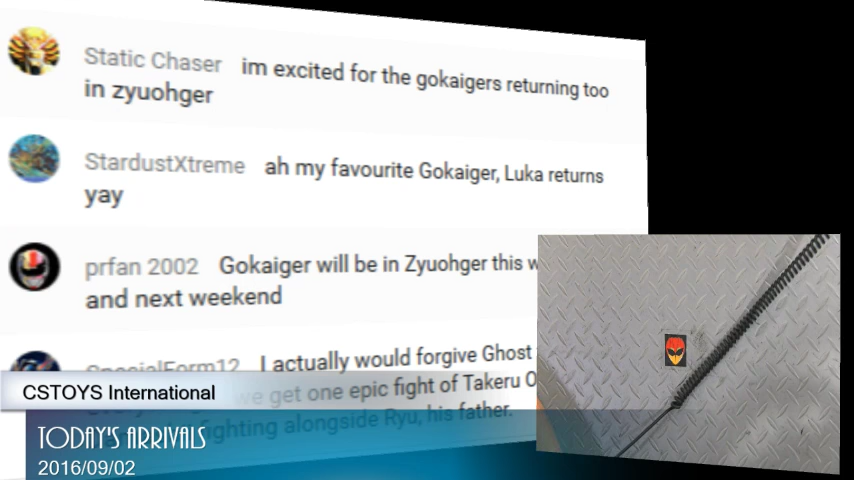 Static Chaser im excited for the gokaigers returning too
in zyuohger
StardustXtreme ah my favourite Gokaiger, Luka returns
yay
prfan 2002 Gokaiger will be in Zyuohger this
and next weekend
SpecialForm12 I actually would forgive Ghost
we get one epic fight of Takeru
fighting alongside Ryu, his father.
CSTOYS International
TODAY'S ARRIVALS
2016/09/02